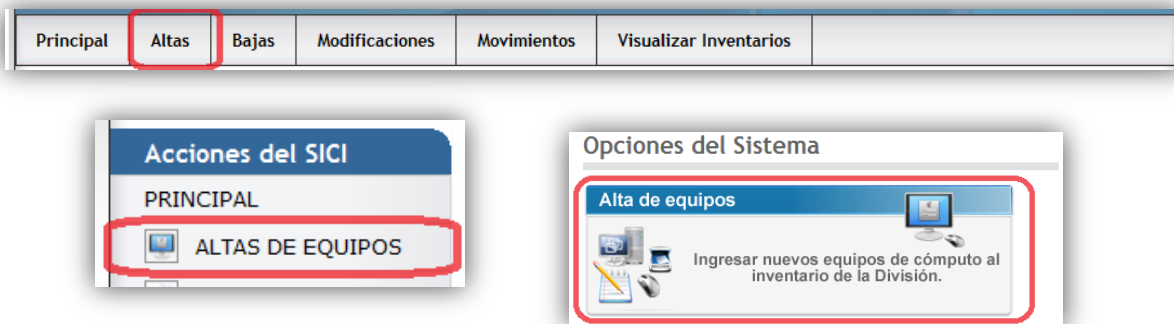 Principal Altas Bajas Modificaciones Movimientos Visualizar Inventarios
Acciones del SICI
PRINCIPAL
ALTAS DE EQUIPOS
Opciones del Sistema
Alta de equipos
Ingresar nuevos equipos de cómputo al
inventario de la División.